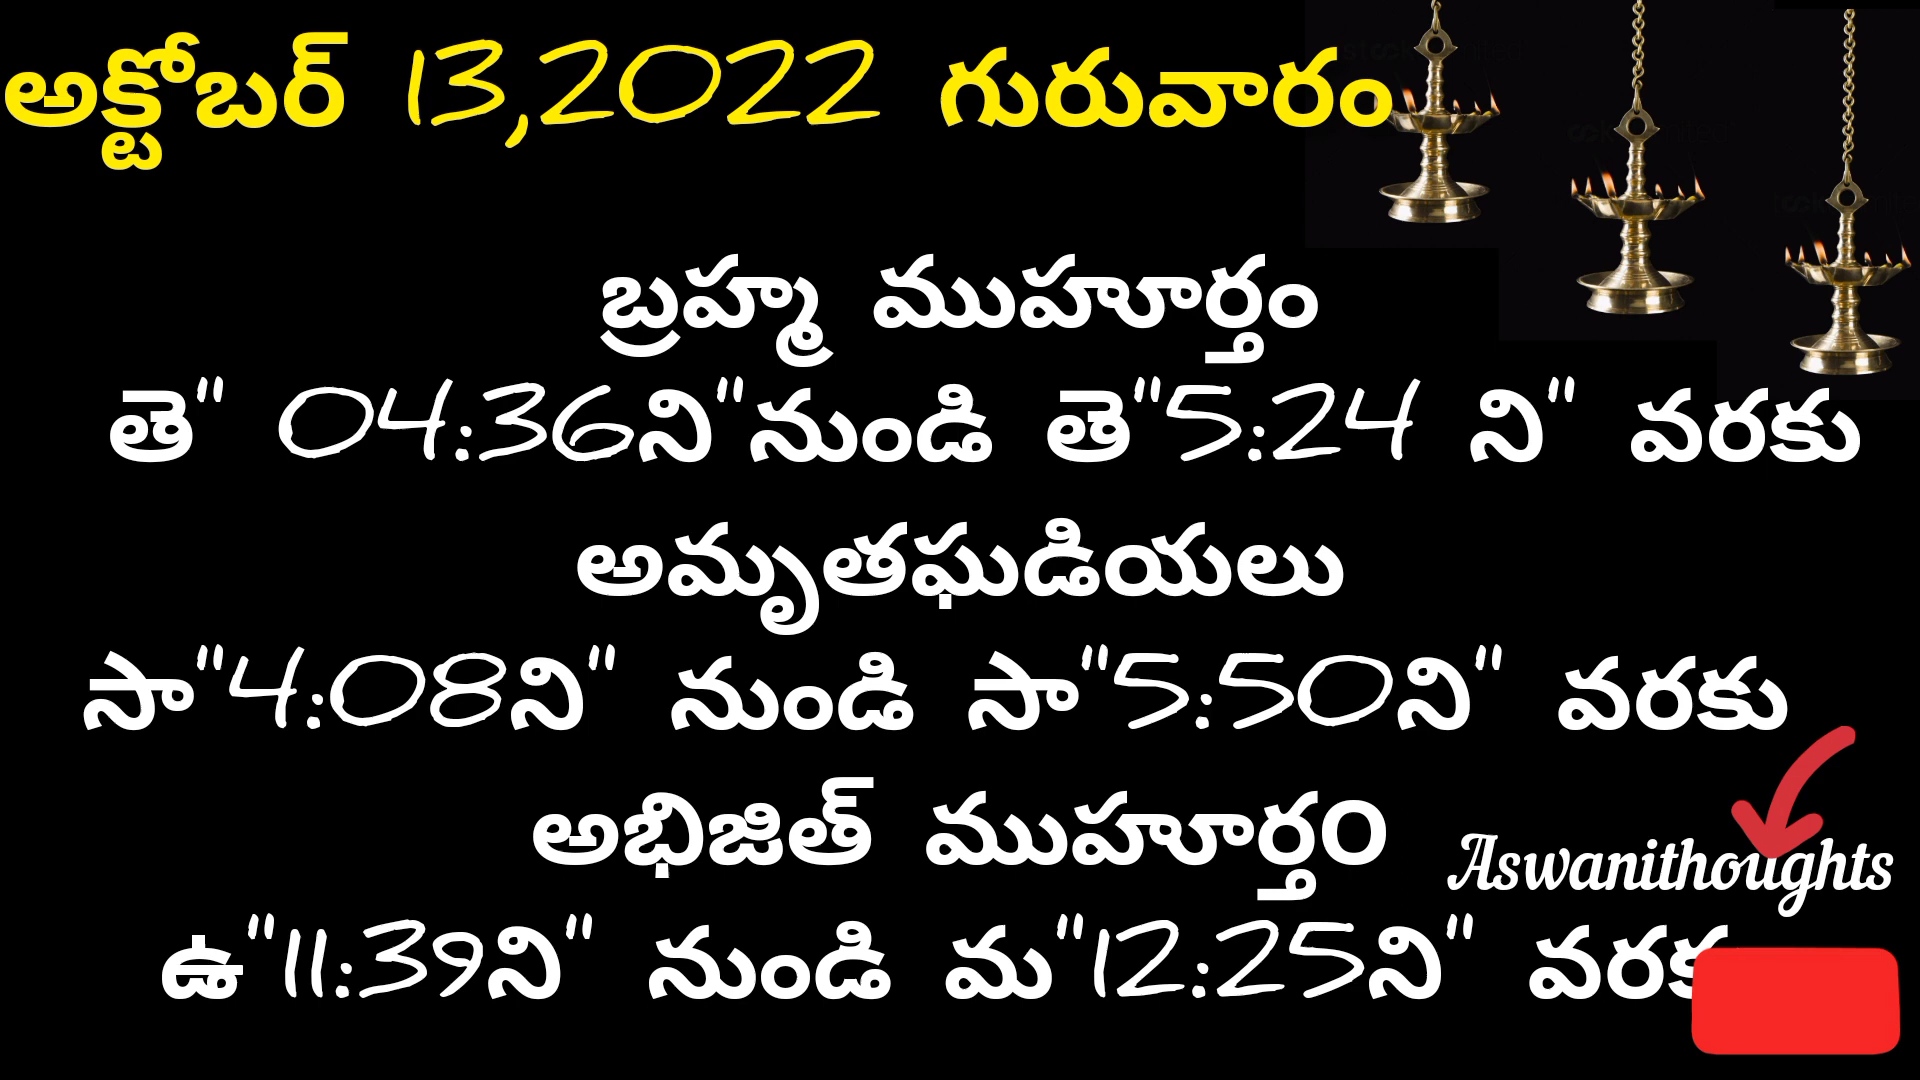 అక్టోబర్ 13,2022 గురువారం
బ్రహ్మ ముహూర్తం
తె" 04:36ని"నుండి తె"5:24 ని" వరకు
అమృతఘడియలు
సా"4:08ని" నుండి సా"5:50ని" వరకు
అభిజిత్ ముహూర్తం
Aswanithoughts
ఉ"11:39ని" నుండి మ"12:25ని"